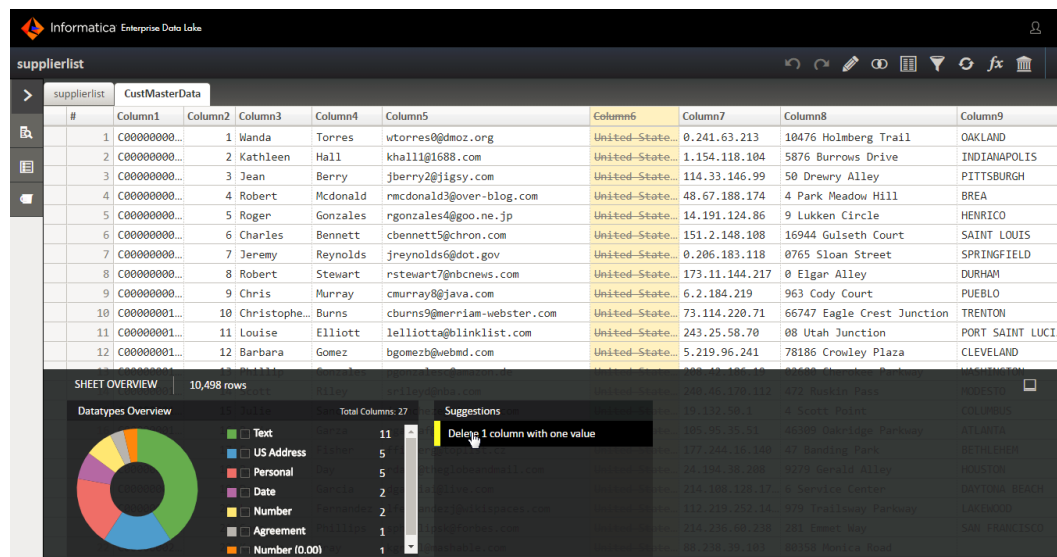 Informatica Enterprise Data Lake
supplierlist
fx
supplierlist CustMasterData
# Column1 Column2 Column3 Column4 Column5 Column6 Column7 Column8 Column9
1 C00000000... 1 Wanda Torres wtorres0@dmoz.org United State... 0.241.63.213 10476 Holmberg Trail OAKLAND
2 C00000000... 2 Kathleen Hall khall1@1688.com United State... 1.154.118.104 5876 Burrows Drive INDIANAPOLIS
3 C00000000... 3 Jean Berry jberry2@jigsy.com United State... 114.33.146.99 50 Drewry Alley PITTSBURGH
4 C00000000... 4 Robert Mcdonald rmcdonald3@over-blog.com United State... 48.67.188.174 4 Park Meadow Hill BREA
5 C00000000... 5 Roger Gonzales rgonzales4@goo.ne.jp United State... 14.191.124.86 9 Lukken Circle HENRICO
6 C00000000... 6 Charles Bennett cbennett5@chron.com United State... 151.2.148.108 16944 Gulseth Court SAINT LOUIS
7 C00000000... 7 Jeremy Reynolds jreynolds6@dot.gov United State... 0.206.183.118 0765 Sloan Street SPRINGFIELD
8 C00000000... 8 Robert Stewart rstewart7@nbcnews.com United State... 173.11.144.217 0 Elgar Alley DURHAM
9 C00000000... 9 Chris Murray cmurray8@java.com United State... 6.2.184.219 963 Cody Court PUEBLO
10 C00000001... 10 Christophe... Burns cburns9@merriam-webster.com United State... 73.114.220.71 66747 Eagle Crest Junction TRENTON
11 C00000001... 11 Louise Elliott lelliotta@blinklist.com United State... 243.25.58.70 08 Utah Junction PORT SAINT LUCI...
12 C00000001... 12 Barbara Gomez bgomezb@webmd.com United State... 5.219.96.241 78186 Crowley Plaza CLEVELAND
SHEET OVERVIEW 10,498 rows
Datatypes Overview Total Columns: 27 Suggestions
Text 11 Delete 1 column with one value
US Address 5
Personal 5
Date 2
Number 2
Agreement 1
Number (0.00) 1